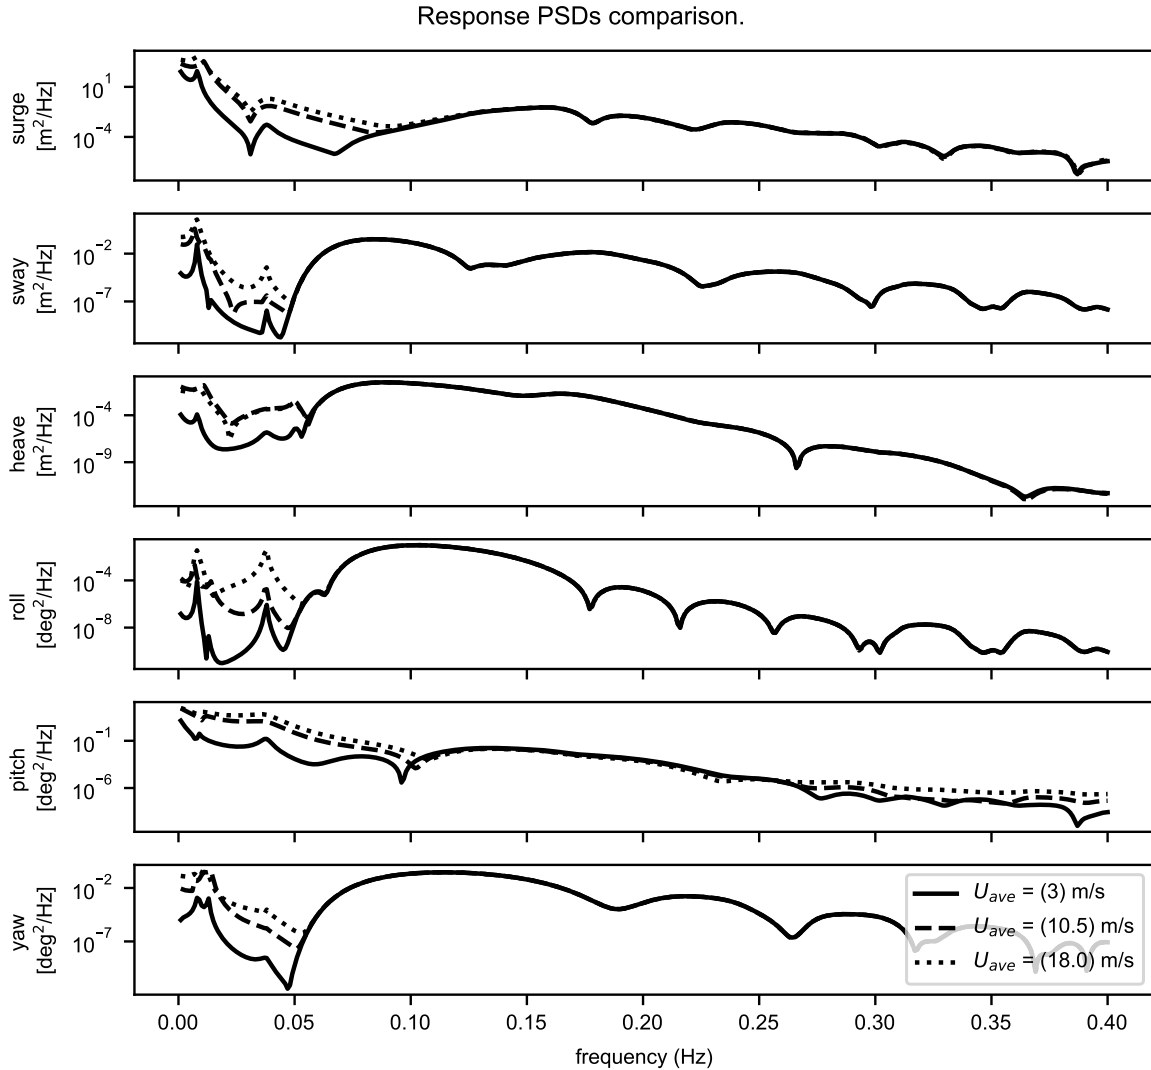 Response PSDs comparison.
surge
[m²/Hz]
10¹
10⁻⁴
sway
[m²/Hz]
10⁻²
10⁻⁷
heave
[m²/Hz]
10⁻⁴
10⁻⁹
roll
[deg²/Hz]
10⁻⁴
10⁻⁸
pitch
[deg²/Hz]
10⁻¹
10⁻⁶
yaw
[deg²/Hz]
10⁻²
10⁻⁷
U_ave = (3) m/s
U_ave = (10.5) m/s
U_ave = (18.0) m/s
0.00 0.05 0.10 0.15 0.20 0.25 0.30 0.35 0.40
frequency (Hz)